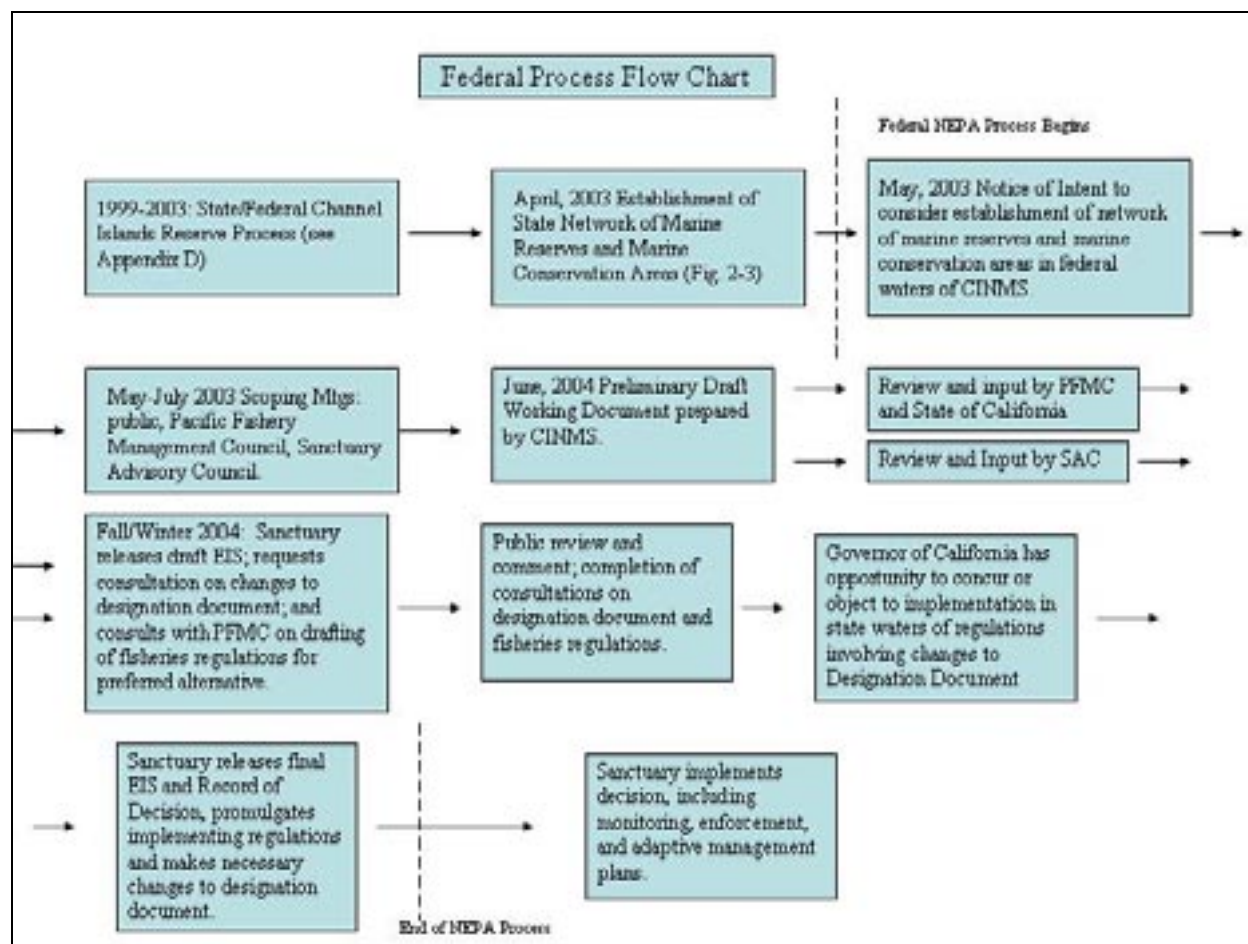 Federal Process Flow Chart
Federal NEPA Process Begins
1999-2003: State/Federal Channel
Islands Reserve Process (see
Appendix D)
April, 2003 Establishment of
State Network of Marine
Reserves and Marine
Conservation Areas (Fig. 2-3)
May, 2003 Notice of Intent to
consider establishment of network
of marine reserves and marine
conservation areas in federal
waters of CINMS
May-July 2003 Scoping Mtgs:
public, Pacific Fishery
Management Council, Sanctuary
Advisory Council.
June, 2004 Preliminary Draft
Working Document prepared
by CINMS.
Review and input by PFMC
and State of California
Review and Input by SAC
Fall/Winter 2004: Sanctuary
releases draft EIS; requests
consultation on changes to
designation document; and
consults with PFMC on drafting
of fisheries regulations for
preferred alternative.
Public review and
comment; completion of
consultations on
designation document and
fisheries regulations.
Governor of California has
opportunity to concur or
object to implementation in
state waters of regulations
involving changes to
Designation Document
Sanctuary releases final
EIS and Record of
Decision, promulgates
implementing regulations
and makes necessary
changes to designation
document.
Sanctuary implements
decision, including
monitoring, enforcement,
and adaptive management
plans.
End of NEPA Process